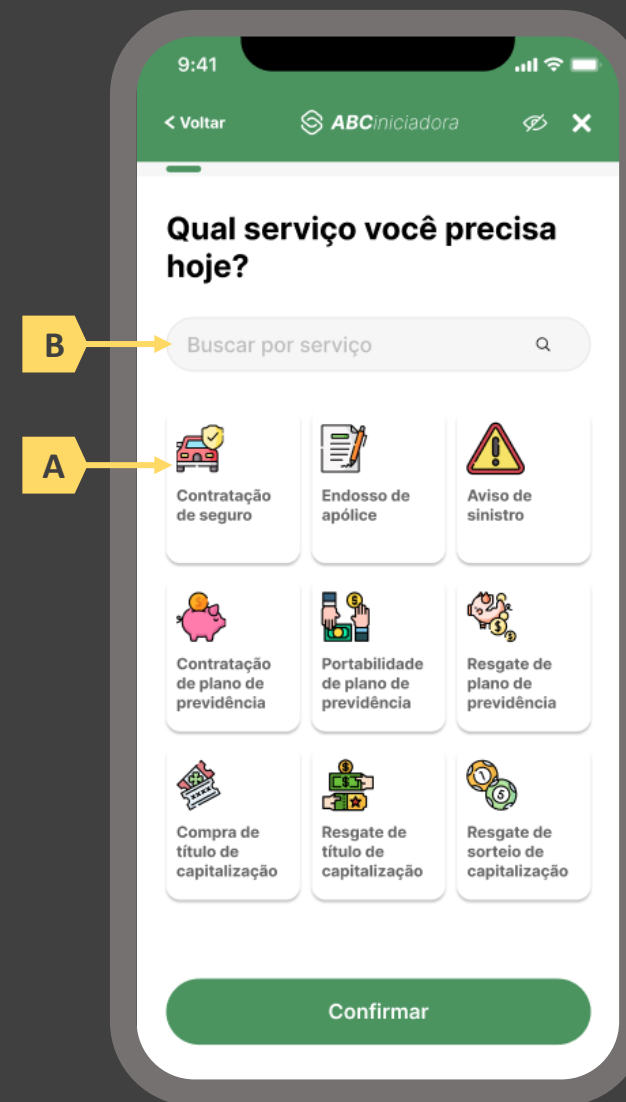 9:41
< Voltar
ABCiniciadora
Qual serviço você precisa
hoje?
B
Buscar por serviço
A
Contratação
de seguro
Endosso de
apólice
Aviso de
sinistro
Contratação
de plano de
previdência
Portabilidade
de plano de
previdência
Resgate de
plano de
previdência
Compra de
título de
capitalização
Resgate de
título de
capitalização
Resgate de
sorteio de
capitalização
Confirmar